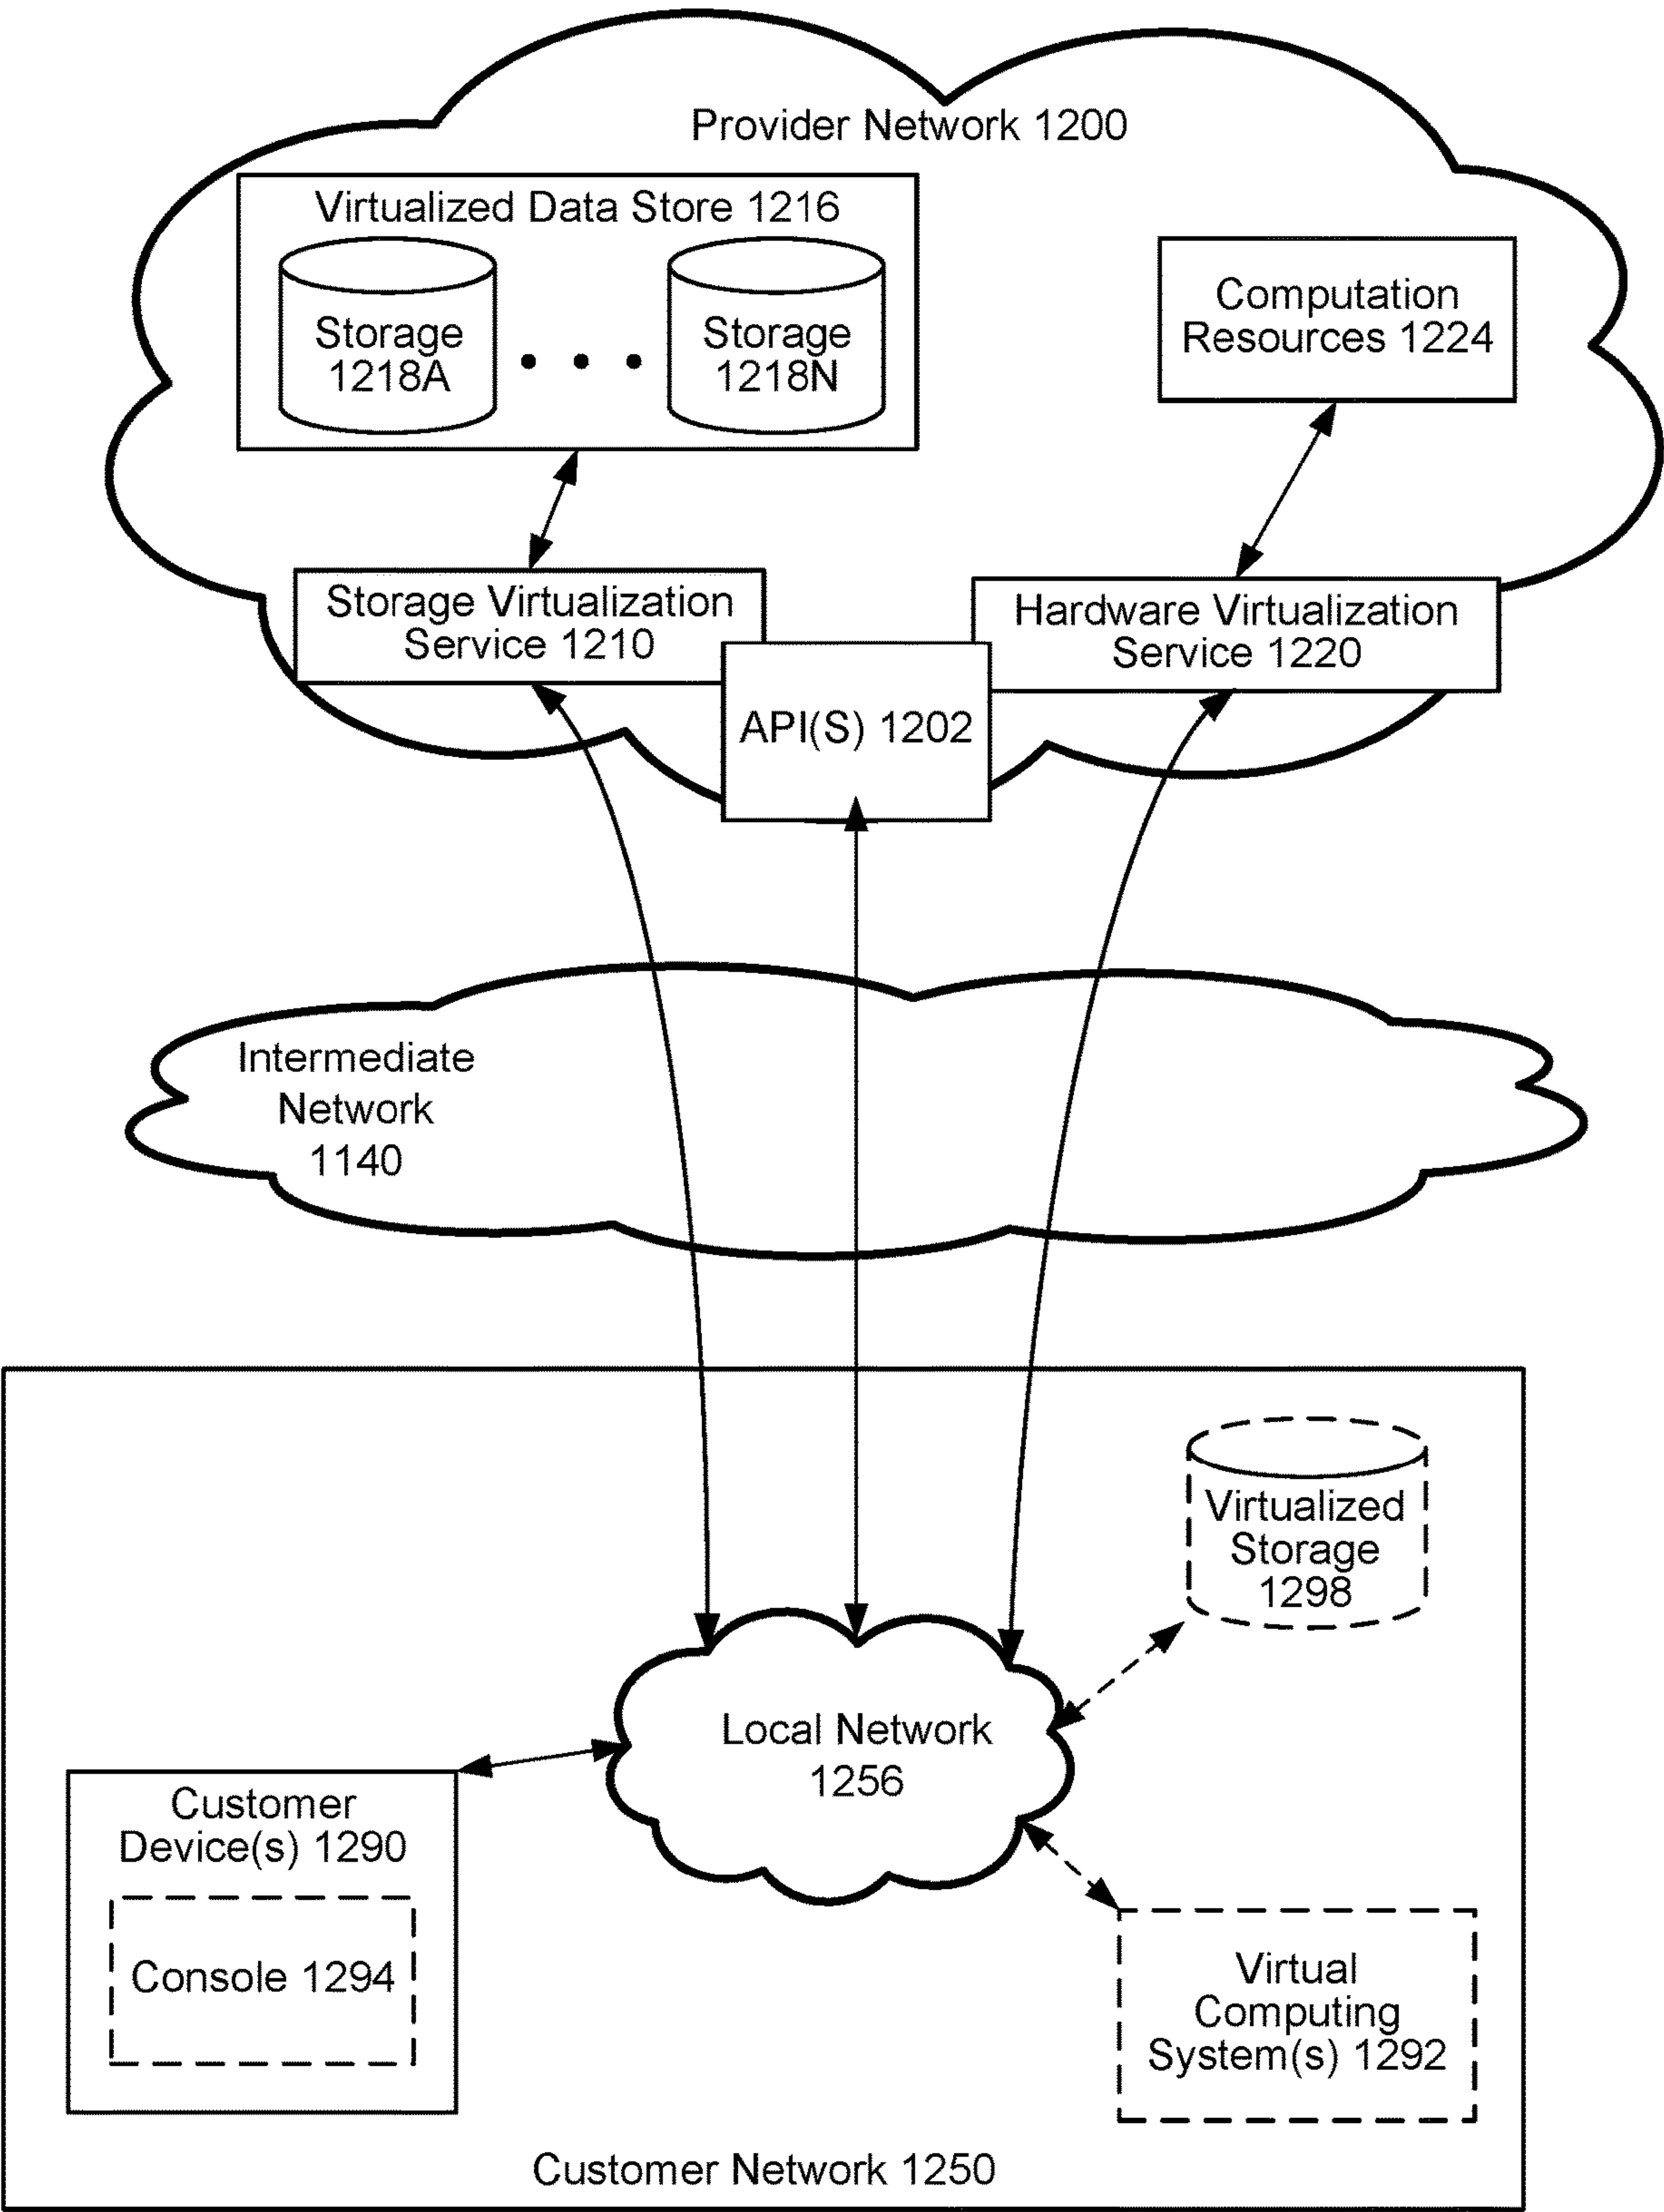 Provider Network 1200
Virtualized Data Store 1216
Storage
1218A
Storage
1218N
Computation
Resources 1224
Storage Virtualization
Service 1210
Hardware Virtualization
Service 1220
API(S) 1202
Intermediate
Network
1140
Virtualized
Storage
1298
Local Network
1256
Customer
Device(s) 1290
Console 1294
Virtual
Computing
System(s) 1292
Customer Network 1250